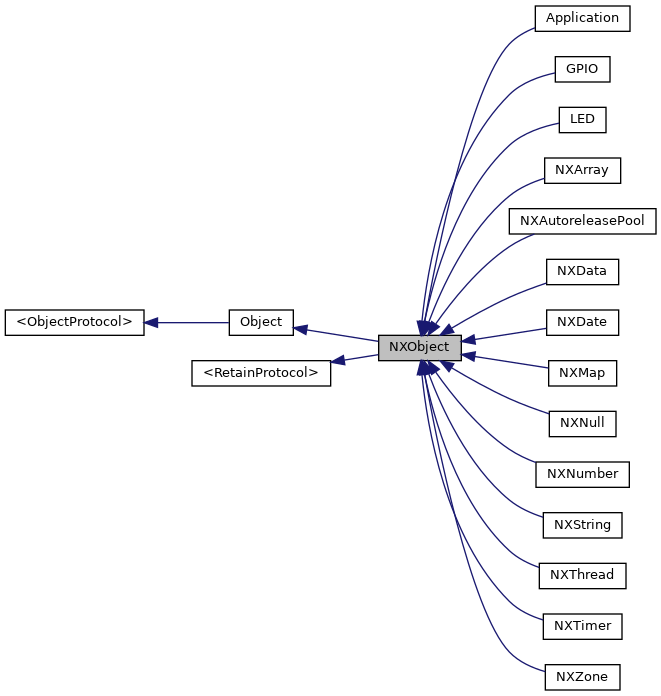 Application
GPIO
LED
NXArray
NXAutoreleasePool
NXData
<ObjectProtocol>
Object
NXDate
NXObject
<RetainProtocol>
NXMap
NXNull
NXNumber
NXString
NXThread
NXTimer
NXZone